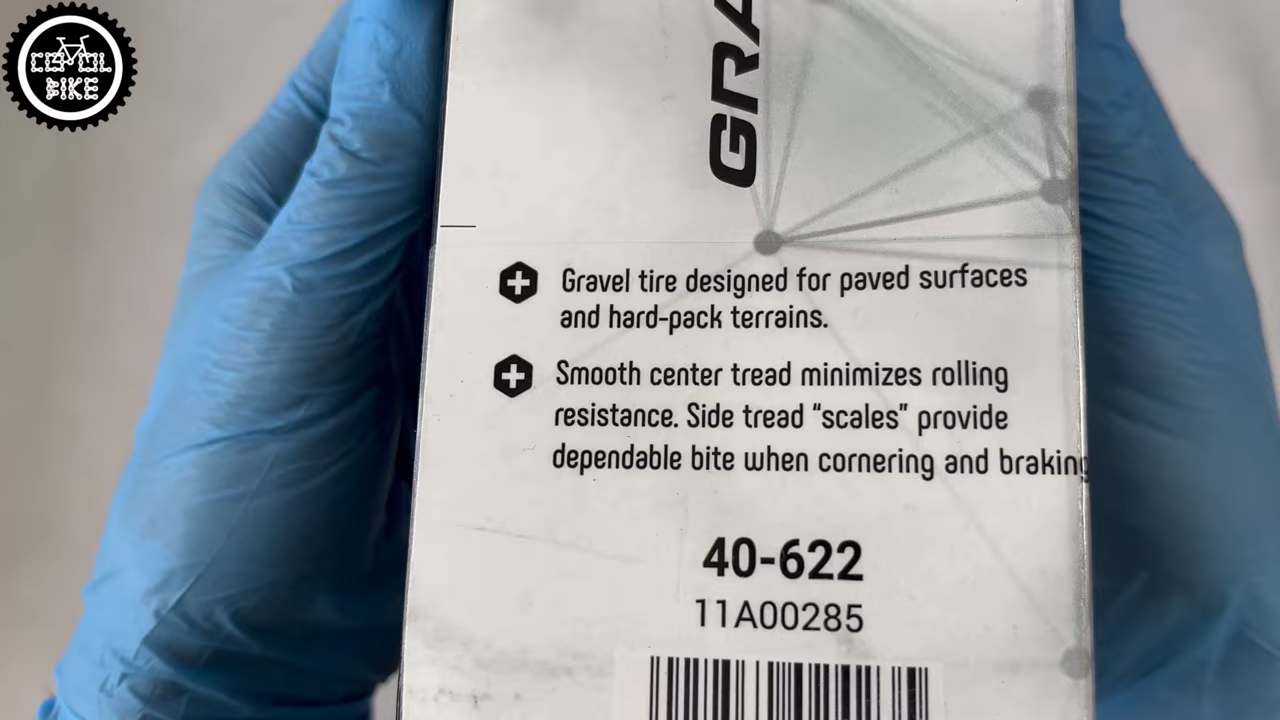 CERTOL
BIKE
GRA
Gravel tire designed for paved surfaces
and hard-pack terrains.
Smooth center tread minimizes rolling
resistance. Side tread “scales” provide
dependable bite when cornering and braking
40-622
11A00285